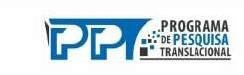 PPT PROGRAMA
DE PESQUISA
TRANSLACIONAL